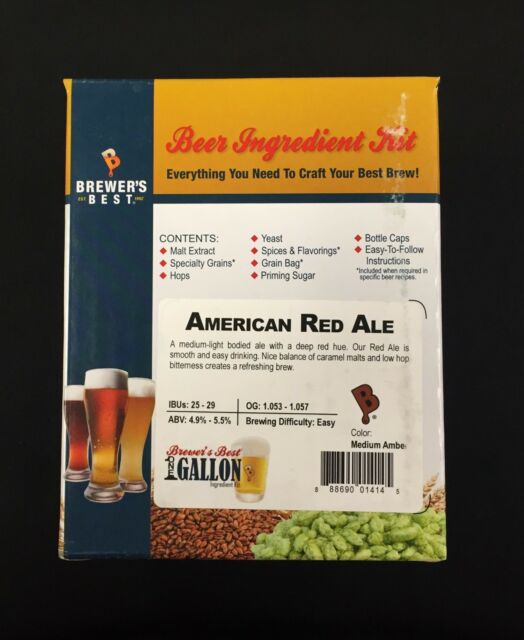 Beer Ingredient Kit
Everything You Need To Craft Your Best Brew!
B
BREWER'S
EST BEST 1992
CONTENTS:
Malt Extract
Specialty Grains*
Hops
Yeast
Spices & Flavorings*
Grain Bag*
Priming Sugar
Bottle Caps
Easy-To-Follow
Instructions
*Included when required in
specific beer recipes.
AMERICAN RED ALE
A medium-light bodied ale with a deep red hue. Our Red Ale is
smooth and easy drinking. Nice balance of caramel malts and low hop
bitterness creates a refreshing brew.
IBUs: 25 - 29
OG: 1.053 - 1.057
ABV: 4.9% - 5.5%
Brewing Difficulty: Easy
B
Color:
Medium Ambe
Brewer's Best
ONE GALLON
Ingredient Kit
8 88690 01414 5